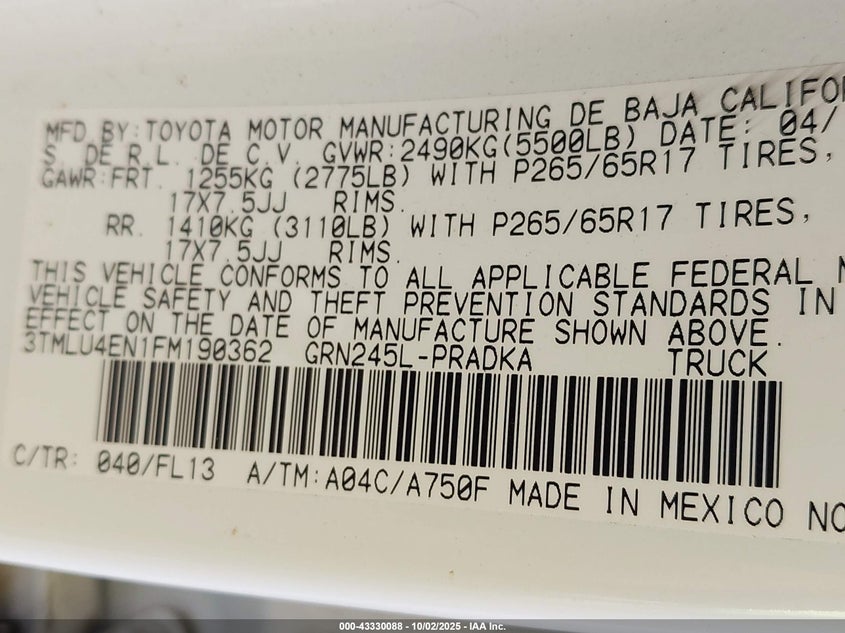 MFD. BY: TOYOTA MOTOR MANUFACTURING DE BAJA CALIFO
S. DE R.L. DE C.V. GVWR:2490KG(5500LB) DATE: 04/
GAWR:FRT. 1255KG (2775LB) WITH P265/65R17 TIRES,
17X7.5JJ RIMS.
RR. 1410KG (3110LB) WITH P265/65R17 TIRES,
17X7.5JJ RIMS.
THIS VEHICLE CONFORMS TO ALL APPLICABLE FEDERAL
VEHICLE SAFETY AND THEFT PREVENTION STANDARDS IN
EFFECT ON THE DATE OF MANUFACTURE SHOWN ABOVE.
3TMLU4EN1FM190362 GRN245L-PRADKA TRUCK
C/TR: 040/FL13 A/TM:A04C/A750F MADE IN MEXICO NO
000-43330088 - 10/02/2025 - IAA Inc.